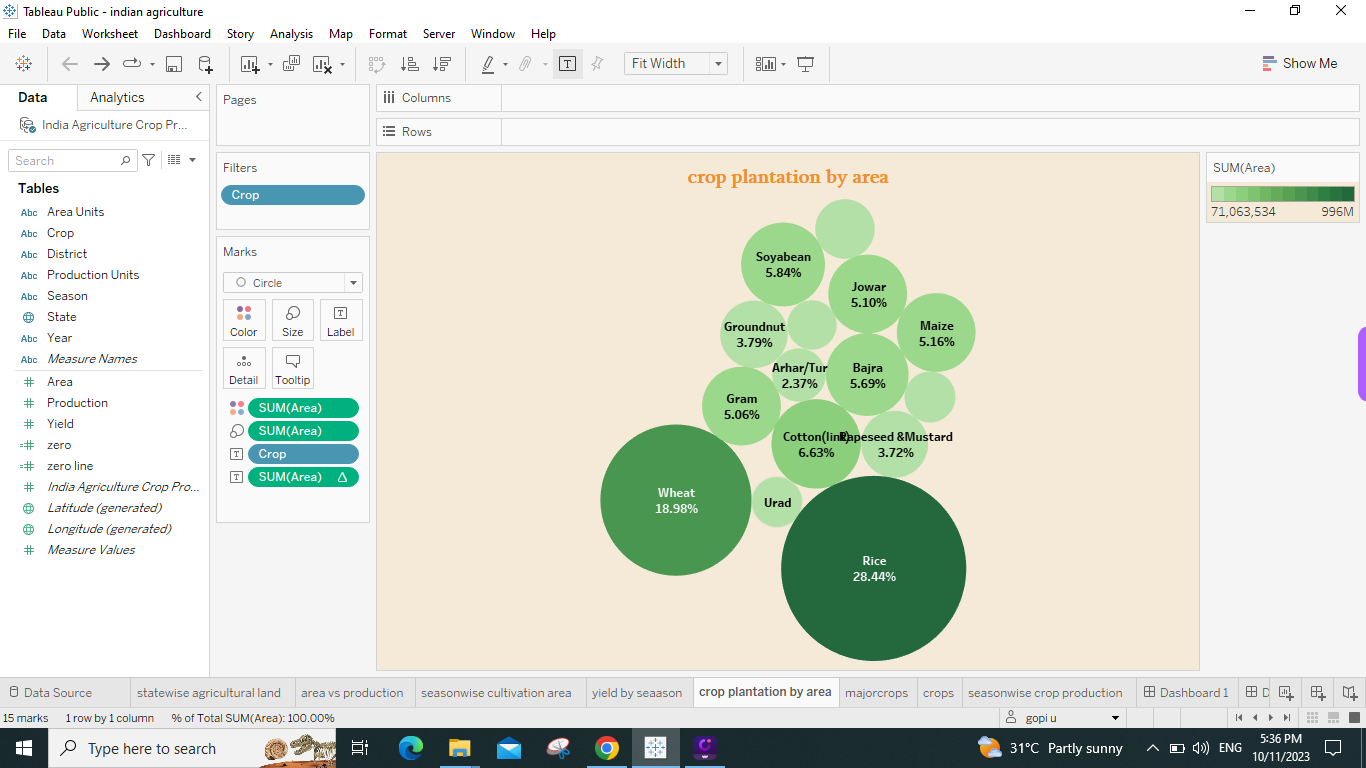 Tableau Public - indian agriculture
File Data Worksheet Dashboard Story Analysis Map Format Server Window Help
Fit Width
Show Me
Data Analytics
India Agriculture Crop Pr...
Search
Tables
Abc Area Units
Abc Crop
Abc District
Abc Production Units
Abc Season
State
Abc Year
Abc Measure Names
# Area
# Production
# Yield
=# zero
=# zero line
# India Agriculture Crop Pro...
Latitude (generated)
Longitude (generated)
# Measure Values
Pages
Filters
Crop
Marks
Circle
Color Size Label
Detail Tooltip
SUM(Area)
SUM(Area)
Crop
SUM(Area) △
Columns
Rows
crop plantation by area
Soyabean
5.84%
Jowar
5.10%
Groundnut
3.79%
Maize
5.16%
Arhar/Tur
2.37%
Bajra
5.69%
Gram
5.06%
Cotton(lint)
6.63%
Rapeseed &Mustard
3.72%
Wheat
18.98%
Urad
Rice
28.44%
SUM(Area)
71,063,534 996M
Data Source statewise agricultural land area vs production seasonwise cultivation area yield by seaason crop plantation by area majorcrops crops seasonwise crop production Dashboard 1 D
15 marks 1 row by 1 column % of Total SUM(Area): 100.00% gopi u
Type here to search
31°C Partly sunny ENG
5:36 PM
10/11/2023